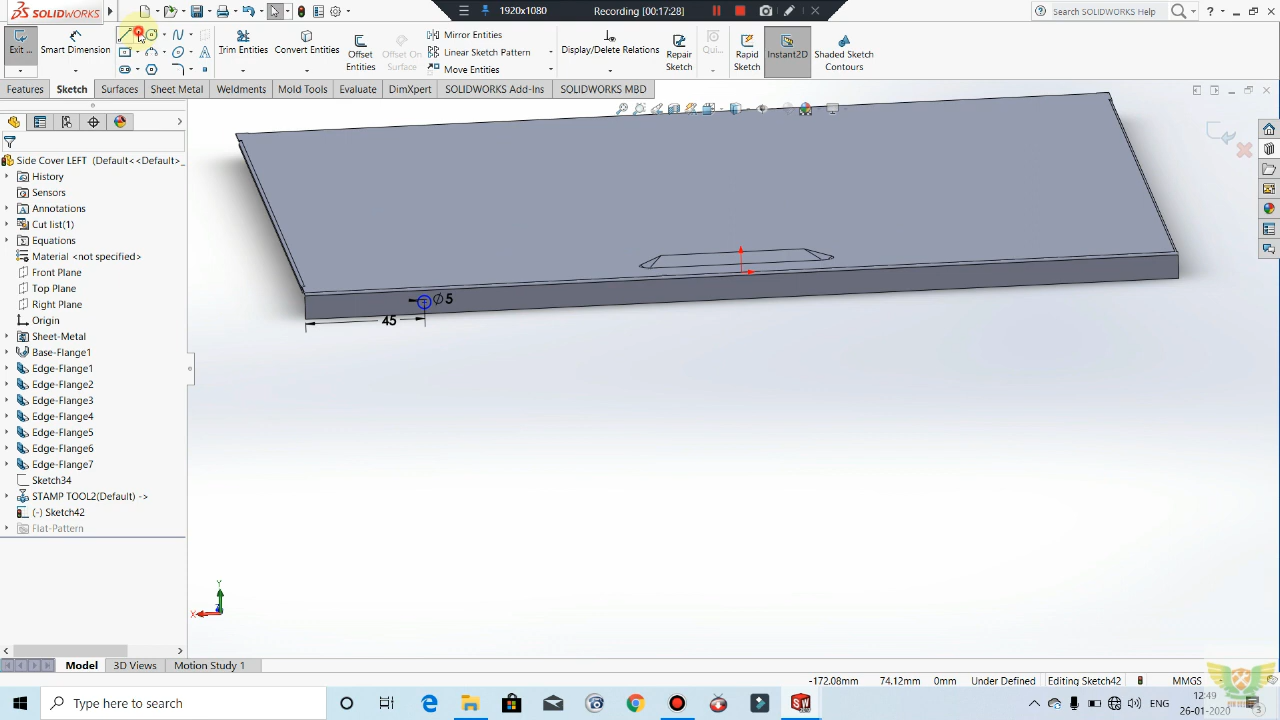 SOLIDWORKS
1920x1080
Recording [00:17:28]
Search SOLIDWORKS Help
Exit ...
Smart Dimension
Trim Entities
Convert Entities
Offset
Entities
Offset On
Surface
Mirror Entities
Linear Sketch Pattern
Move Entities
Display/Delete Relations
Repair
Sketch
Qui...
Rapid
Sketch
Instant2D
Shaded Sketch
Contours
Features
Sketch
Surfaces
Sheet Metal
Weldments
Mold Tools
Evaluate
DimXpert
SOLIDWORKS Add-Ins
SOLIDWORKS MBD
Side Cover LEFT (Default<<Default>_
History
Sensors
Annotations
Cut list(1)
Equations
Material <not specified>
Front Plane
Top Plane
Right Plane
Origin
Sheet-Metal
Base-Flange1
Edge-Flange1
Edge-Flange2
Edge-Flange3
Edge-Flange4
Edge-Flange5
Edge-Flange6
Edge-Flange7
Sketch34
STAMP TOOL2(Default) ->
(-) Sketch42
Flat-Pattern
∅5
45
Y
X
Model
3D Views
Motion Study 1
-172.08mm
74.12mm
0mm
Under Defined
Editing Sketch42
MMGS
Type here to search
ENG
12:49
26-01-2020